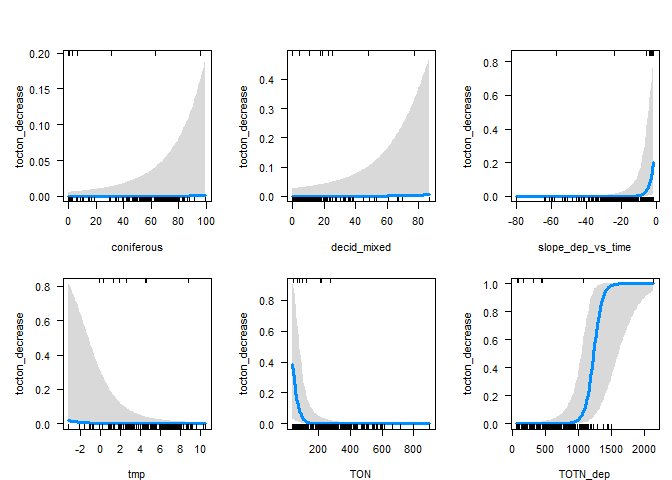 tocton_decrease
0.20
0.15
0.10
0.05
0.00
0 20 40 60 80 100
coniferous
tocton_decrease
0.4
0.3
0.2
0.1
0.0
0 20 40 60 80
decid_mixed
tocton_decrease
0.8
0.6
0.4
0.2
0.0
-80 -60 -40 -20 0
slope_dep_vs_time
tocton_decrease
0.8
0.6
0.4
0.2
0.0
-2 0 2 4 6 8 10
tmp
tocton_decrease
0.8
0.6
0.4
0.2
0.0
200 400 600 800
TON
tocton_decrease
1.0
0.8
0.6
0.4
0.2
0.0
0 500 1000 1500 2000
TOTN_dep